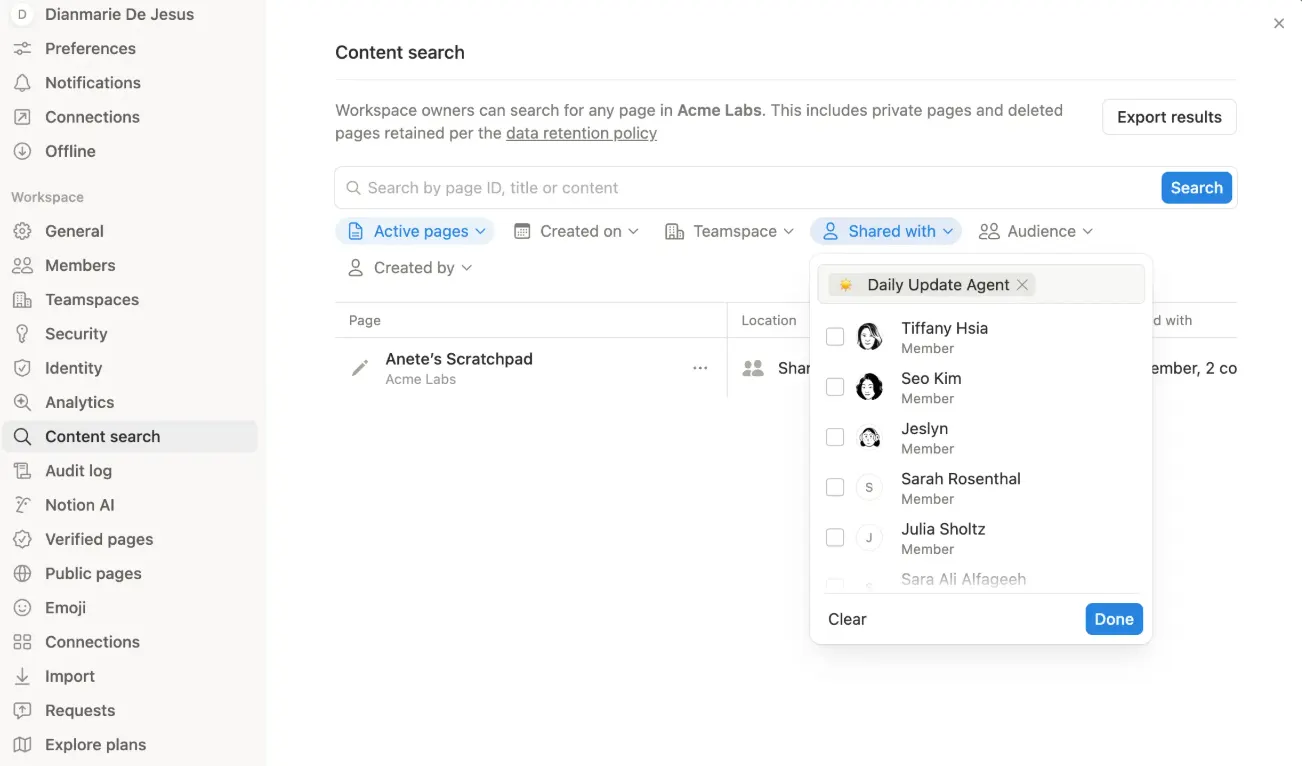 D Dianmarie De Jesus
Preferences
Notifications
Connections
Offline
Workspace
General
Members
Teamspaces
Security
Identity
Analytics
Content search
Audit log
Notion AI
Verified pages
Public pages
Emoji
Connections
Import
Requests
Explore plans
Content search
Workspace owners can search for any page in Acme Labs. This includes private pages and deleted
pages retained per the data retention policy
Export results
Search by page ID, title or content
Search
Active pages Created on Teamspace Shared with Audience
Created by
Page Location d with
Anete's Scratchpad
Acme Labs
Shar
ember, 2 co
Daily Update Agent
Tiffany Hsia
Member
Seo Kim
Member
Jeslyn
Member
S Sarah Rosenthal
Member
J Julia Sholtz
Member
S Sara Ali Alfageeh
Clear Done